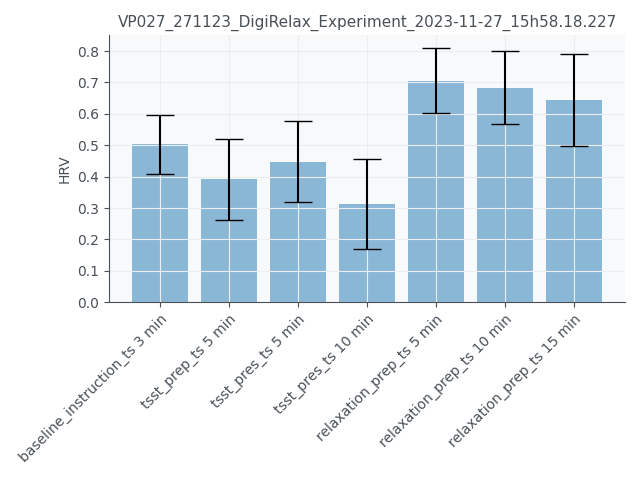 VP027_271123_DigiRelax_Experiment_2023-11-27_15h58.18.227
0.8
0.7
0.6
0.5
0.4
0.3
0.2
0.1
0.0
HRV
baseline_instruction_ts 3 min
tsst_prep_ts 5 min
tsst_pres_ts 5 min
tsst_pres_ts 10 min
relaxation_prep_ts 5 min
relaxation_prep_ts 10 min
relaxation_prep_ts 15 min